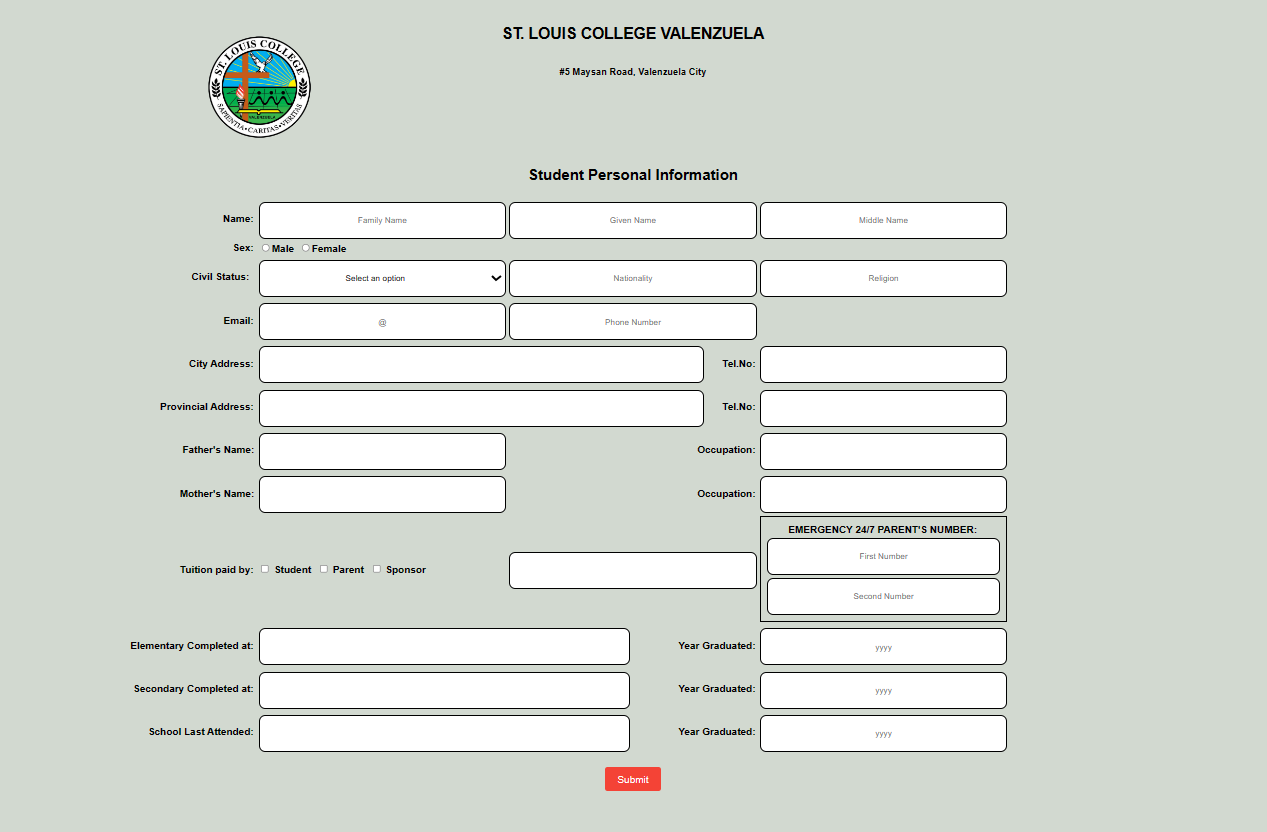 ST. LOUIS COLLEGE VALENZUELA
#5 Maysan Road, Valenzuela City
ST. LOUIS COLLEGE
VALENZUELA
SAPIENTIA • CARITAS • VERITAS
Student Personal Information
Name: Family Name Given Name Middle Name
Sex: Male Female
Civil Status: Select an option Nationality Religion
Email: @ Phone Number
City Address: Tel.No:
Provincial Address: Tel.No:
Father's Name: Occupation:
Mother's Name: Occupation:
EMERGENCY 24/7 PARENT'S NUMBER:
First Number
Tuition paid by: Student Parent Sponsor
Second Number
Elementary Completed at: Year Graduated: yyyy
Secondary Completed at: Year Graduated: yyyy
School Last Attended: Year Graduated: yyyy
Submit